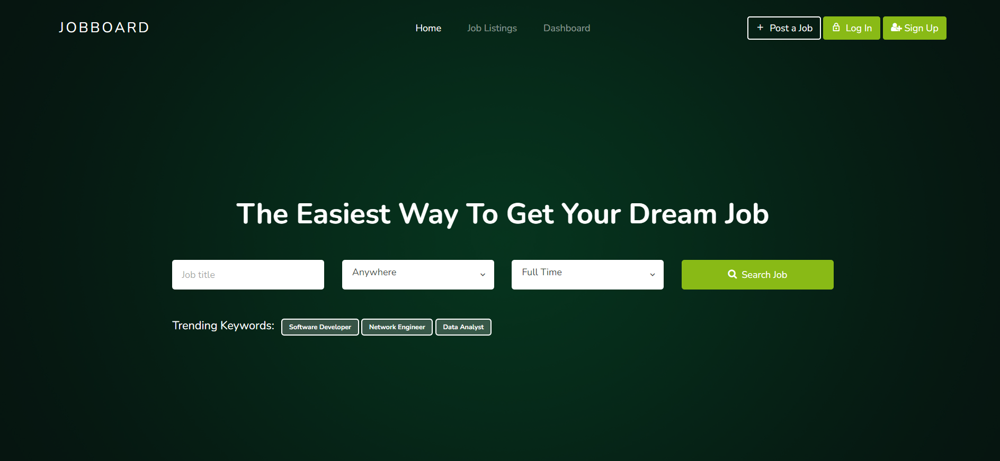 JOBBOARD
Home Job Listings Dashboard
+ Post a Job Log In Sign Up
The Easiest Way To Get Your Dream Job
Job title Anywhere Full Time Search Job
Trending Keywords: Software Developer Network Engineer Data Analyst